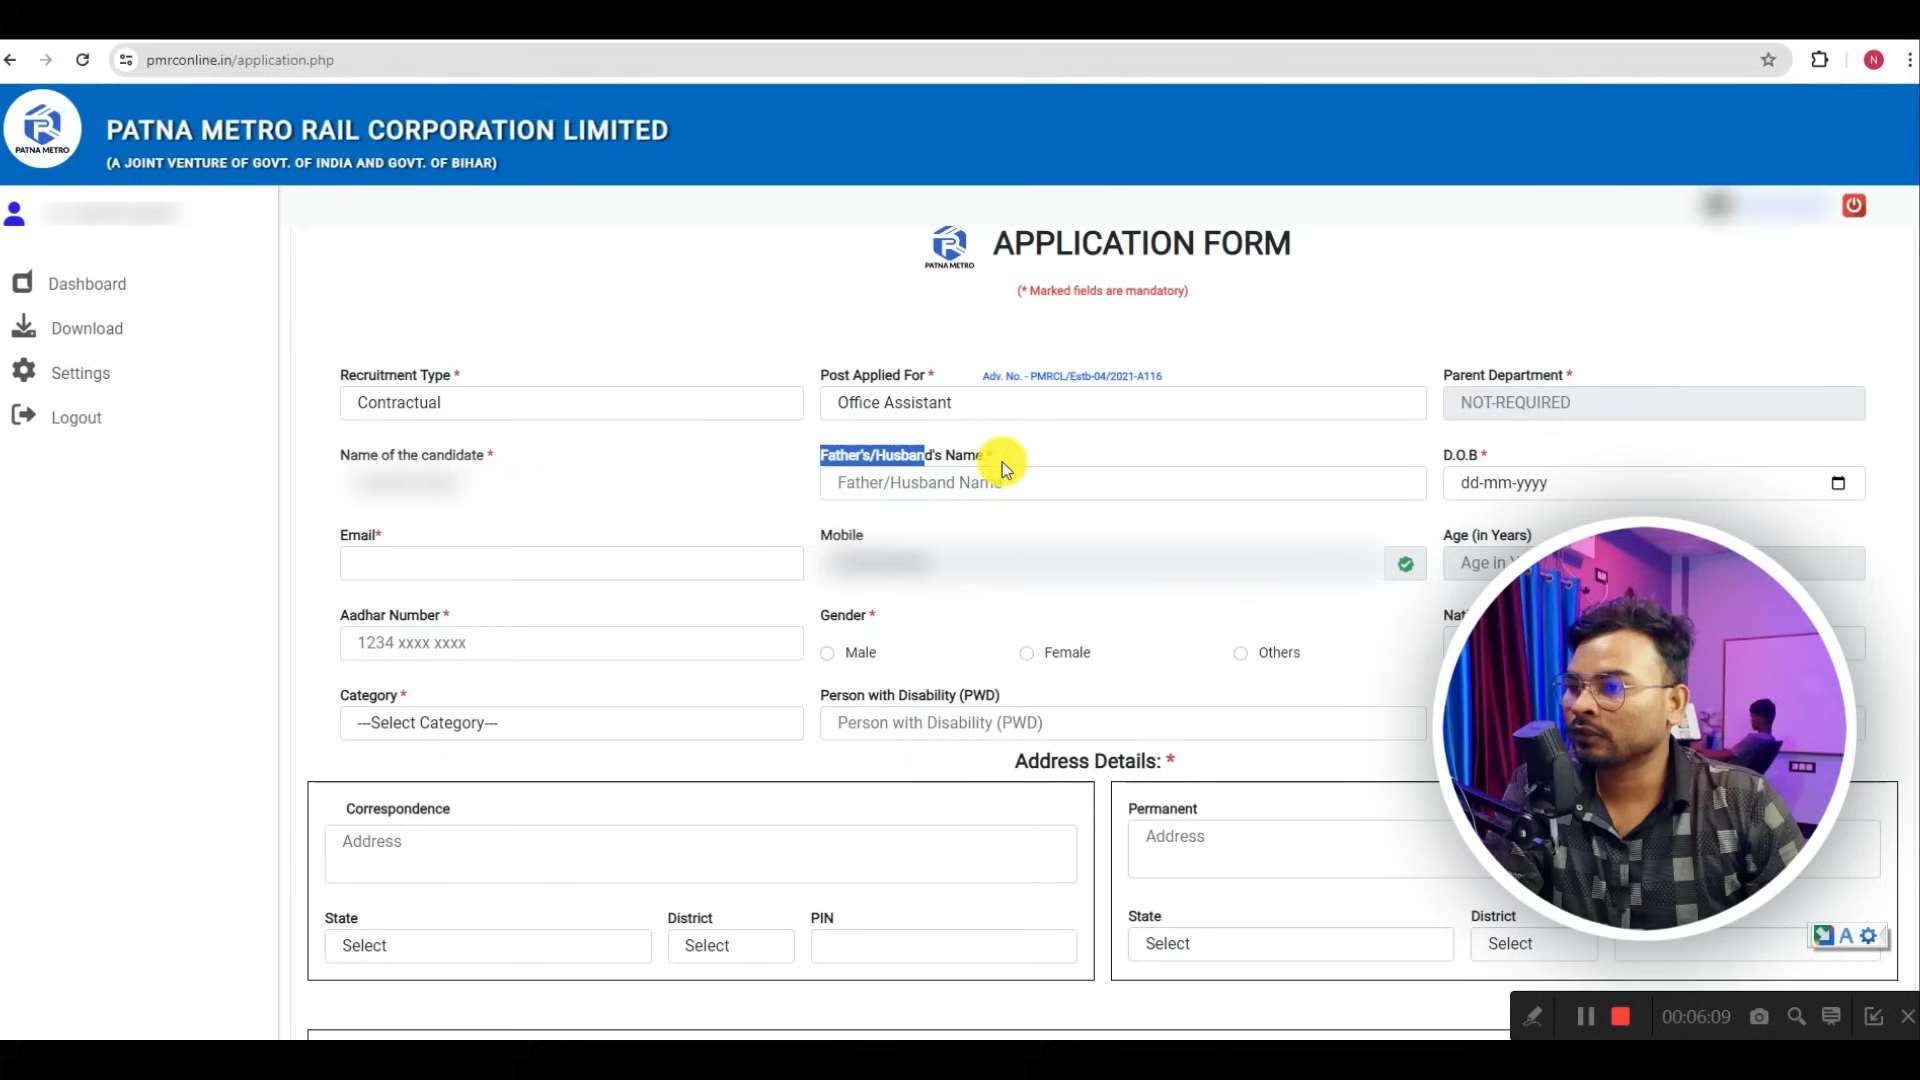 pmrconline.in/application.php
N
PATNA METRO RAIL CORPORATION LIMITED
(A JOINT VENTURE OF GOVT. OF INDIA AND GOVT. OF BIHAR)
PATNA METRO
Dashboard
Download
Settings
Logout
PATNA METRO
APPLICATION FORM
(* Marked fields are mandatory)
Recruitment Type *
Contractual
Post Applied For *
Adv. No. - PMRCL/Estb-04/2021-A116
Office Assistant
Parent Department *
NOT-REQUIRED
Name of the candidate *
Father's/Husband's Name *
Father/Husband Name
D.O.B *
dd-mm-yyyy
Email*
Mobile
Age (in Years)
Age in
Aadhar Number *
1234 xxxx xxxx
Gender *
Male
Female
Others
Category *
---Select Category---
Person with Disability (PWD)
Person with Disability (PWD)
Address Details: *
Correspondence
Address
State
Select
District
Select
PIN
Permanent
Address
State
Select
District
Select
A
00:06:09